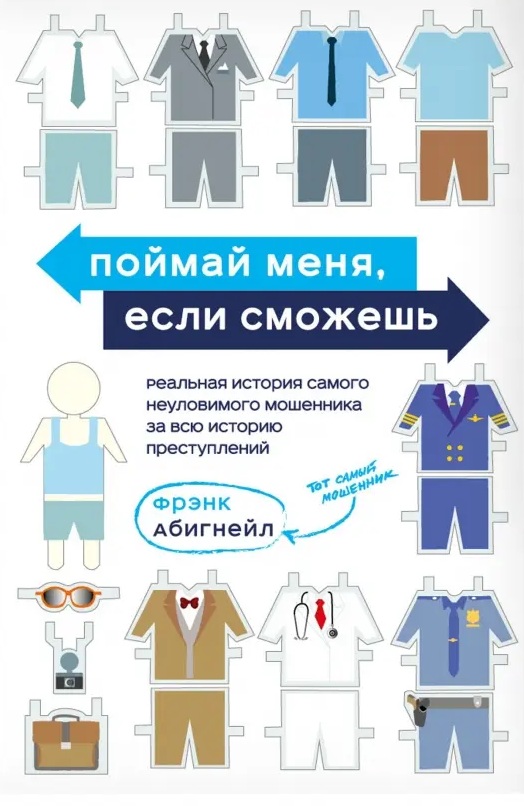 поймай меня,
если сможешь
реальная история самого
неуловимого мошенника
за всю историю
преступлений
тот самый
мошенник
Фрэнк
Абигнейл